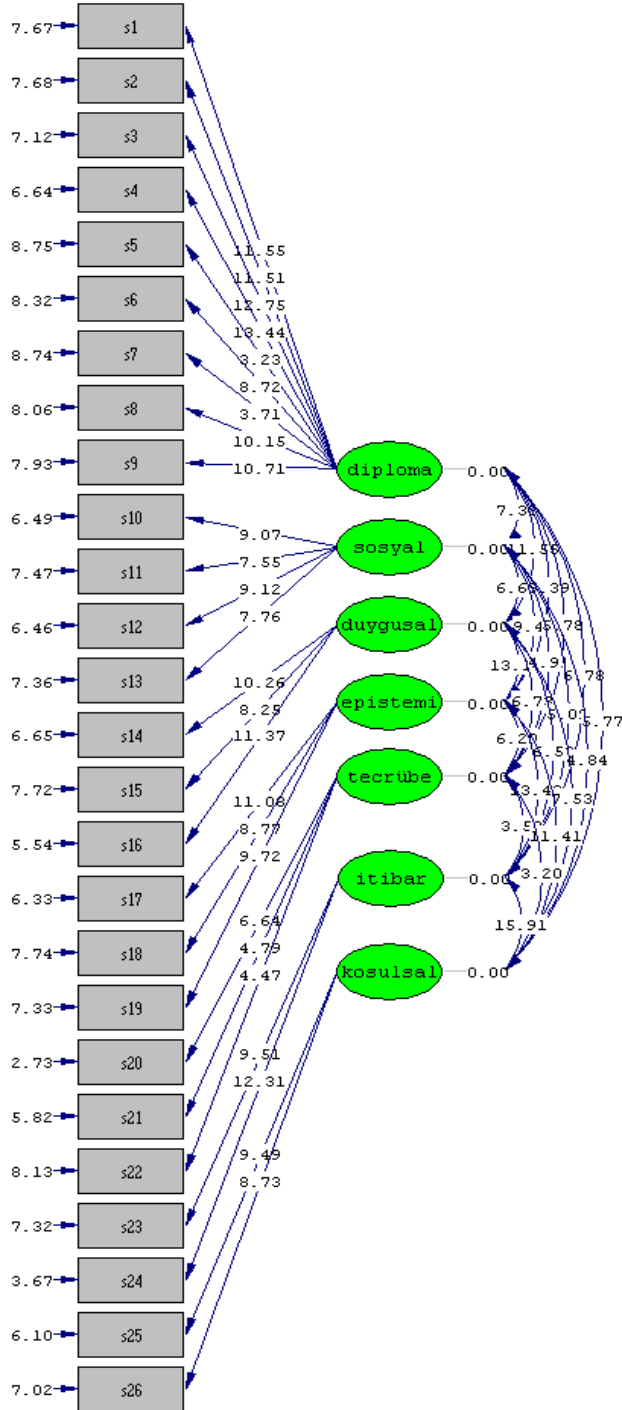 7.67 s1
7.68 s2
7.12 s3
6.64 s4
8.75 s5
8.32 s6
8.74 s7
8.06 s8
7.93 s9
6.49 s10
7.47 s11
6.46 s12
7.36 s13
6.65 s14
7.72 s15
5.54 s16
6.33 s17
7.74 s18
7.33 s19
2.73 s20
5.82 s21
8.13 s22
7.32 s23
3.67 s24
6.10 s25
7.02 s26
11.55
11.51
12.75
13.44
3.23
8.72
3.71
10.15
10.71
9.07
7.55
9.12
7.76
10.26
8.25
11.37
11.08
8.77
9.72
6.64
4.79
4.47
9.51
12.31
9.49
8.73
diploma 0.00
sosyal 0.00
duygusal 0.00
epistemi 0.00
tecrübe 0.00
itibar 0.00
kosulsal 0.00
5.77
4.84
7.53
11.41
3.20
15.91